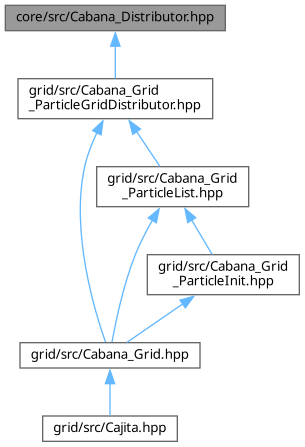 core/src/Cabana_Distributor.hpp
grid/src/Cabana_Grid
_ParticleGridDistributor.hpp
grid/src/Cabana_Grid
_ParticleList.hpp
grid/src/Cabana_Grid
_ParticleInit.hpp
grid/src/Cabana_Grid.hpp
grid/src/Cajita.hpp